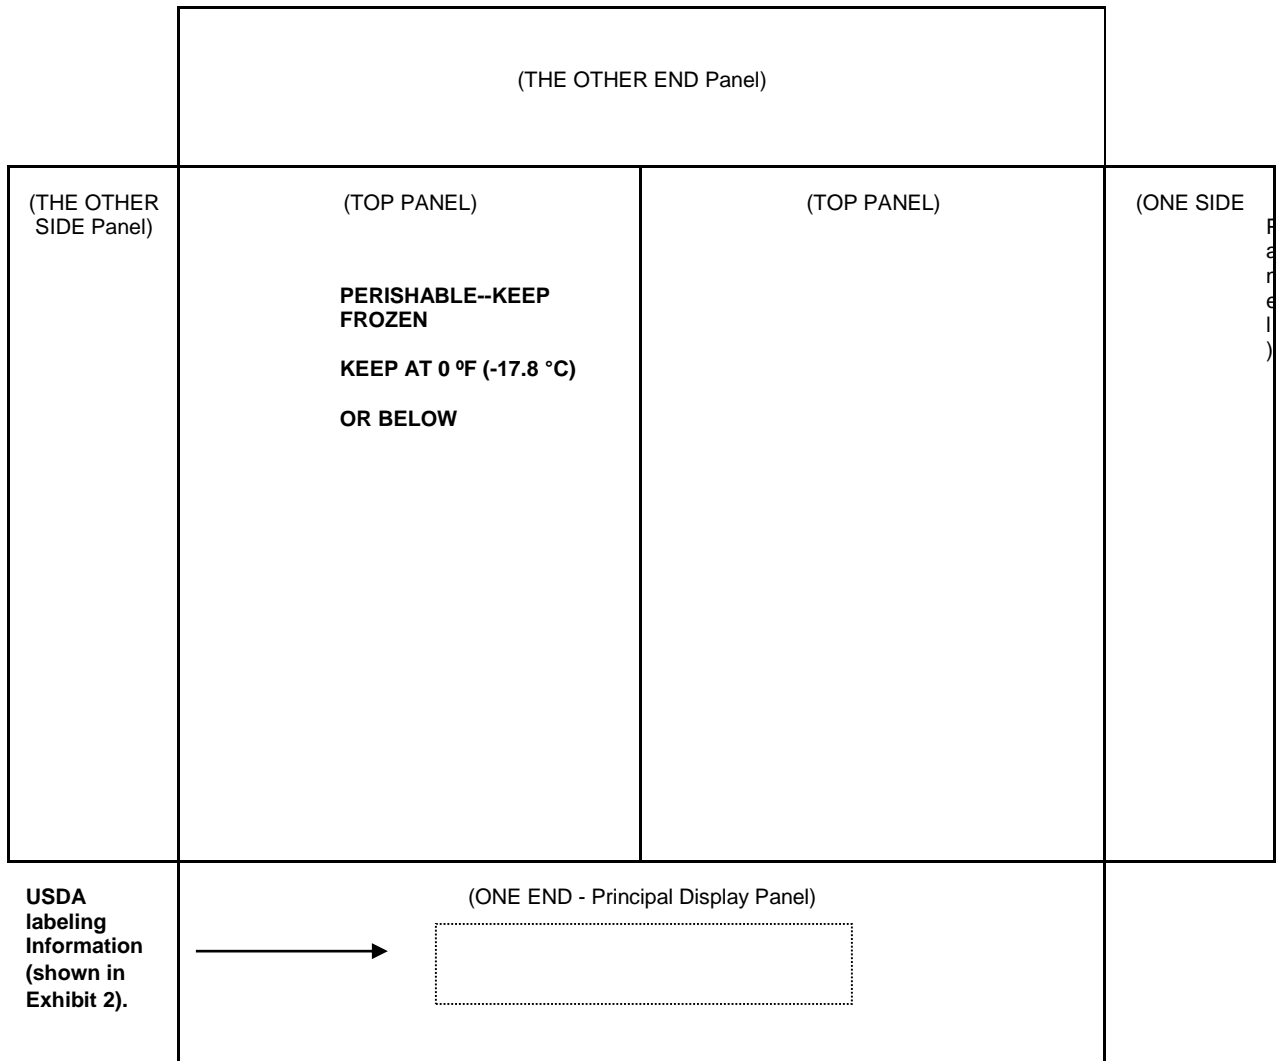 (THE OTHER END Panel)
(THE OTHER
SIDE Panel)
(TOP PANEL)
(TOP PANEL)
(ONE SIDE
Panel)
PERISHABLE--KEEP
FROZEN
KEEP AT 0 ºF (-17.8 °C)
OR BELOW
USDA
labeling
Information
(shown in
Exhibit 2).
(ONE END - Principal Display Panel)